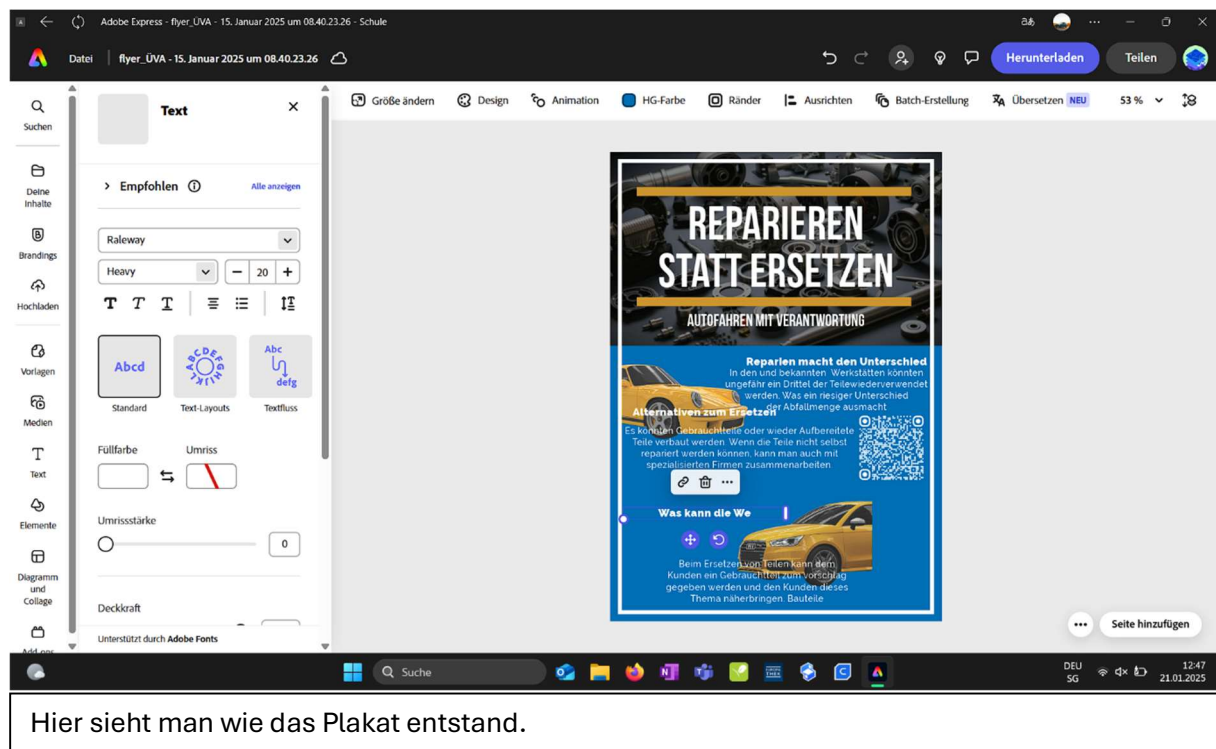 Adobe Express - flyer_ÜVA - 15. Januar 2025 um 08.40.23.26 - Schule
Datei
flyer_ÜVA - 15. Januar 2025 um 08.40.23.26
Herunterladen
Teilen
Suchen
Deine
Inhalte
Brandings
Hochladen
Vorlagen
Medien
Text
Elemente
Diagramm
und
Collage
Add-ons
Text
Empfohlen
Alle anzeigen
Raleway
Heavy
20
T T T
Abcd
ABCDEFGHIJKL
Abc
defg
Standard
Text-Layouts
Textfluss
Füllfarbe
Umriss
Umrissstärke
0
Deckkraft
Unterstützt durch Adobe Fonts
Größe ändern
Design
Animation
HG-Farbe
Ränder
Ausrichten
Batch-Erstellung
Übersetzen NEU
53 %
REPARIEREN
STATT ERSETZEN
AUTOFAHREN MIT VERANTWORTUNG
Reparien macht den Unterschied
In den und bekannten Werkstätten könnten
ungefähr ein Drittel der Teilewiederverwendet
werden. Was ein riesiger Unterschied
der Abfallmenge ausmacht
Alternativen zum Ersetzen
Es könnten Gebrauchtteile oder wieder Aufbereitete
Teile verbaut werden. Wenn die Teile nicht selbst
repariert werden können, kann man auch mit
spezialisierten Firmen zusammenarbeiten
Was kann die We
Beim Ersetzen von Teilen kann dem
Kunden ein Gebrauchtteil zum vorschlag
gegeben werden und den Kunden dieses
Thema näherbringen. Bauteile
Seite hinzufügen
Suche
DEU
SG
12:47
21.01.2025
Hier sieht man wie das Plakat entstand.